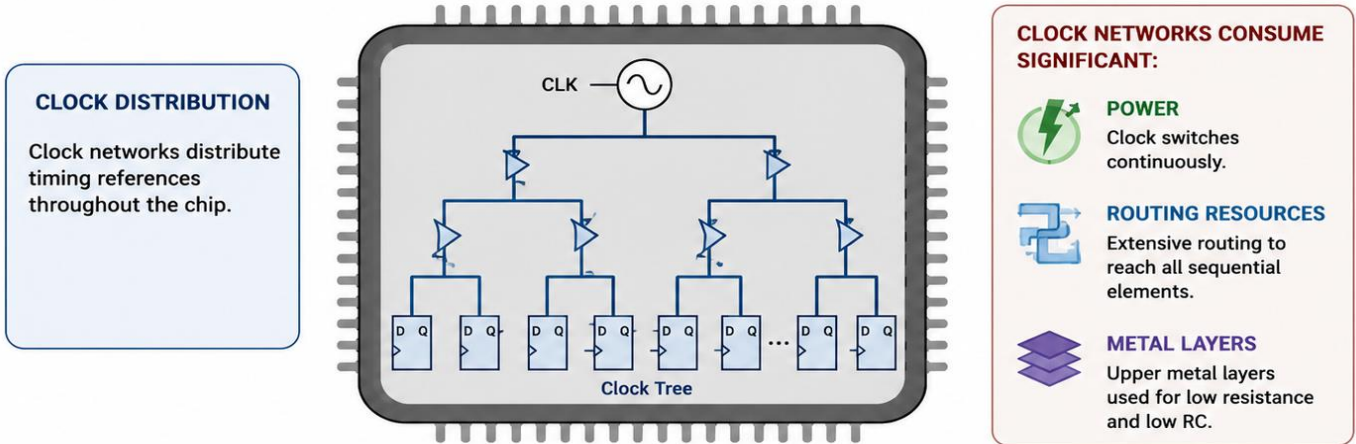 CLOCK DISTRIBUTION
Clock networks distribute
timing references
throughout the chip.
CLK
D Q
D Q
D Q
D Q
D Q
D Q
...
D Q
D Q
Clock Tree
CLOCK NETWORKS CONSUME
SIGNIFICANT:
POWER
Clock switches
continuously.
ROUTING RESOURCES
Extensive routing to
reach all sequential
elements.
METAL LAYERS
Upper metal layers
used for low resistance
and low RC.